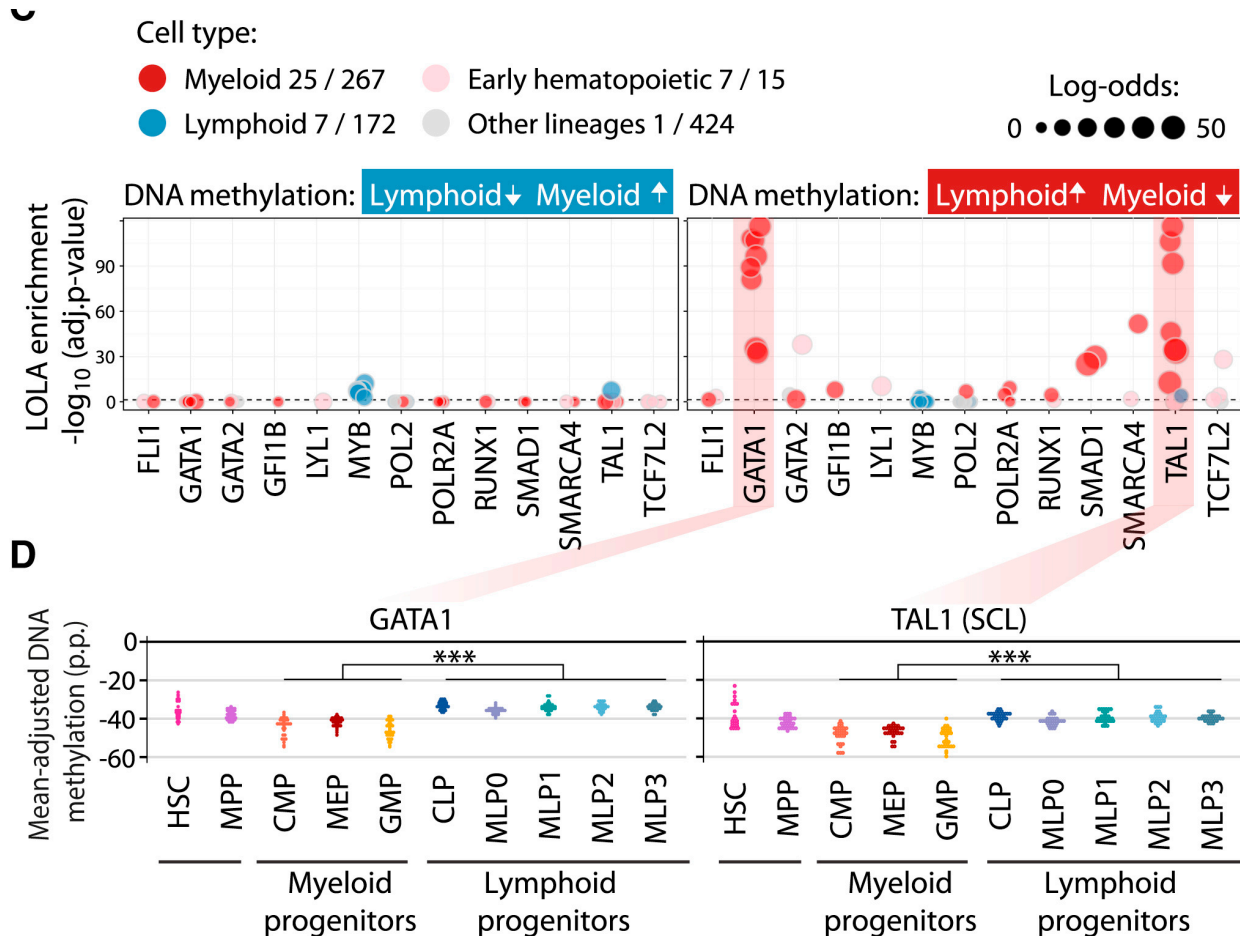 C
Cell type:
Myeloid 25 / 267
Early hematopoietic 7 / 15
Lymphoid 7 / 172
Other lineages 1 / 424
Log-odds:
0 50
DNA methylation: Lymphoid↓ Myeloid↑
DNA methylation: Lymphoid↑ Myeloid↓
LOLA enrichment
-log10 (adj.p-value)
90
60
30
0
FLI1
GATA1
GATA2
GFI1B
LYL1
MYB
POL2
POLR2A
RUNX1
SMAD1
SMARCA4
TAL1
TCF7L2
FLI1
GATA1
GATA2
GFI1B
LYL1
MYB
POL2
POLR2A
RUNX1
SMAD1
SMARCA4
TAL1
TCF7L2
D
Mean-adjusted DNA
methylation (p.p.)
0
-20
-40
-60
GATA1
***
HSC
MPP
CMP
MEP
GMP
CLP
MLP0
MLP1
MLP2
MLP3
Myeloid
progenitors
Lymphoid
progenitors
TAL1 (SCL)
***
HSC
MPP
CMP
MEP
GMP
CLP
MLP0
MLP1
MLP2
MLP3
Myeloid
progenitors
Lymphoid
progenitors